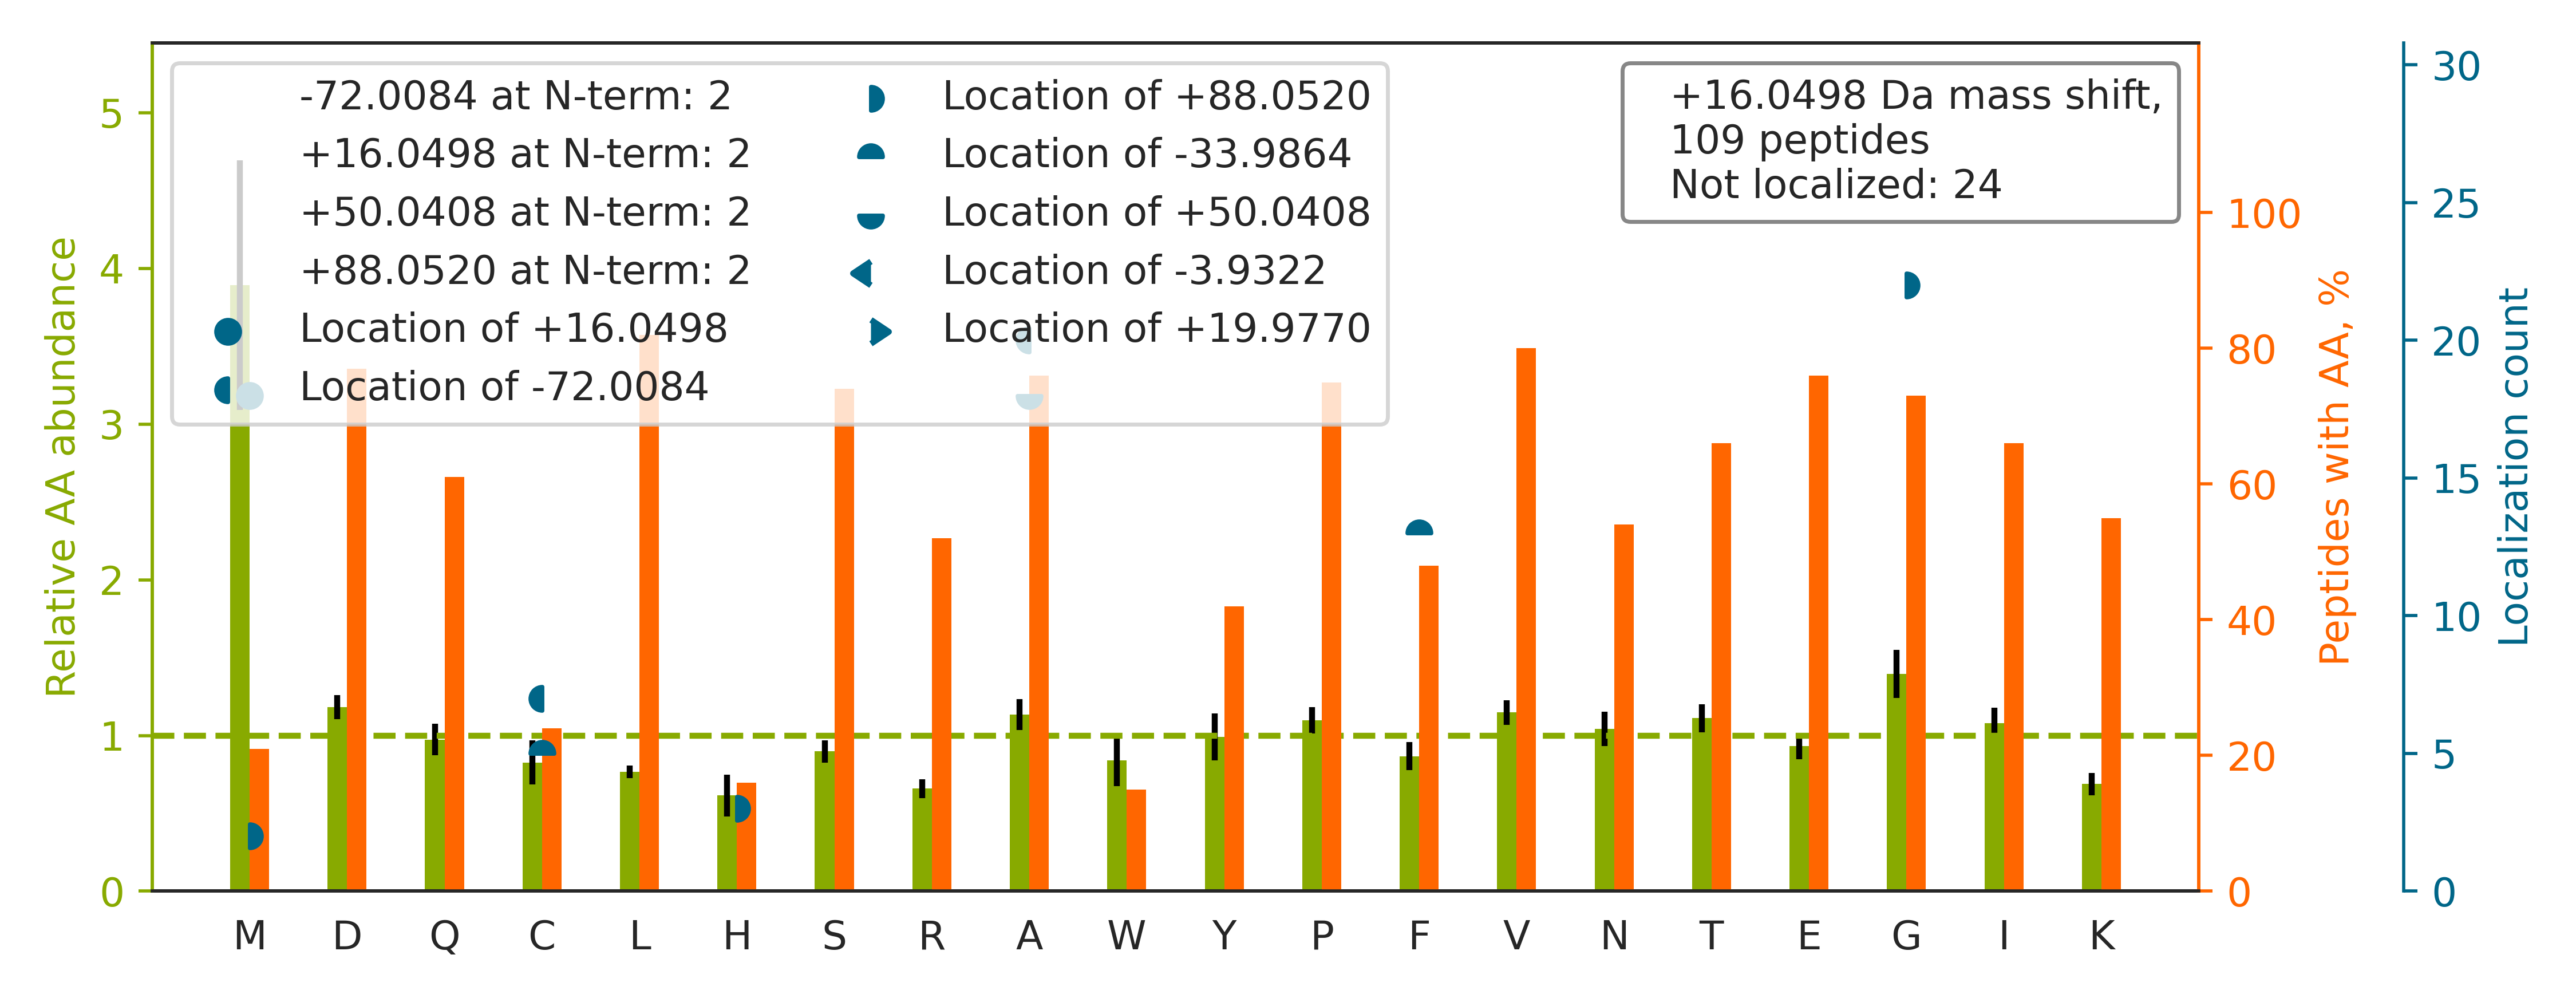 -72.0084 at N-term: 2
+16.0498 at N-term: 2
+50.0408 at N-term: 2
+88.0520 at N-term: 2
Location of +16.0498
Location of -72.0084
Location of +88.0520
Location of -33.9864
Location of +50.0408
Location of -3.9322
Location of +19.9770
+16.0498 Da mass shift,
109 peptides
Not localized: 24
Relative AA abundance
5
4
3
2
1
0
M D Q C L H S R A W Y P F V N T E G I K
100
80
60
40
20
0
Peptides with AA, %
30
25
20
15
10
5
0
Localization count